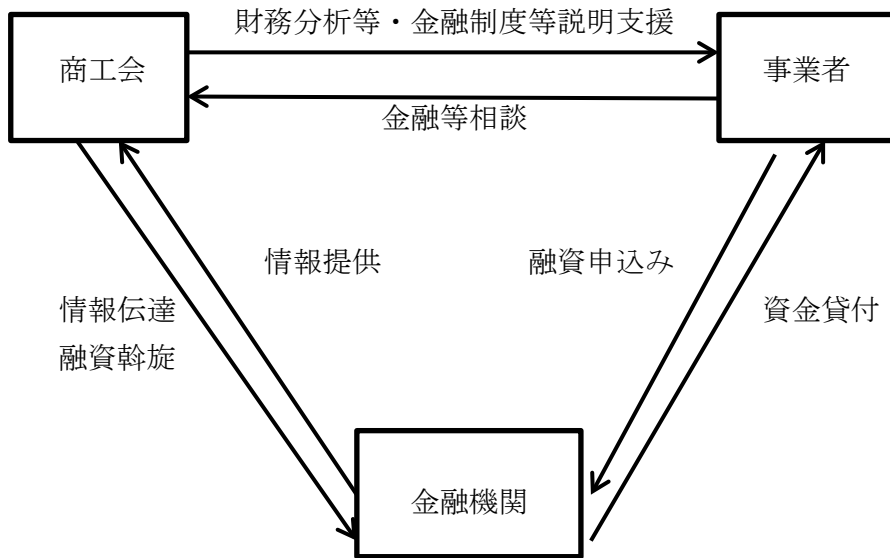 財務分析等・金融制度等説明支援
商工会
事業者
金融等相談
情報提供
融資申込み
情報伝達
融資斡旋
資金貸付
金融機関